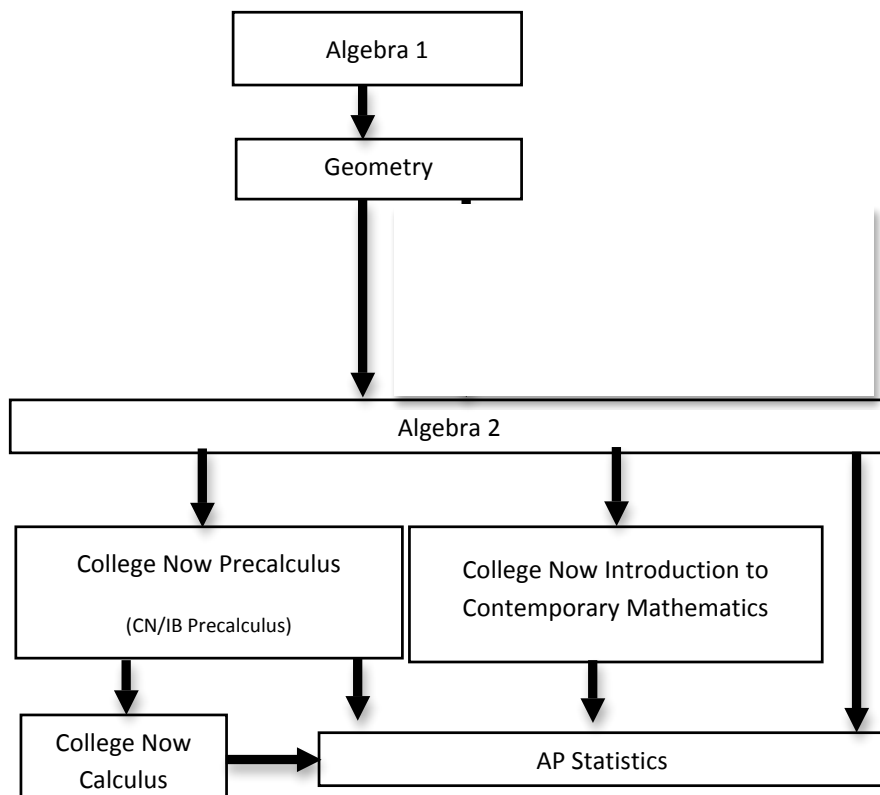 Algebra 1
Geometry
Algebra 2
College Now Precalculus
(CN/IB Precalculus)
College Now Introduction to
Contemporary Mathematics
College Now
Calculus
AP Statistics